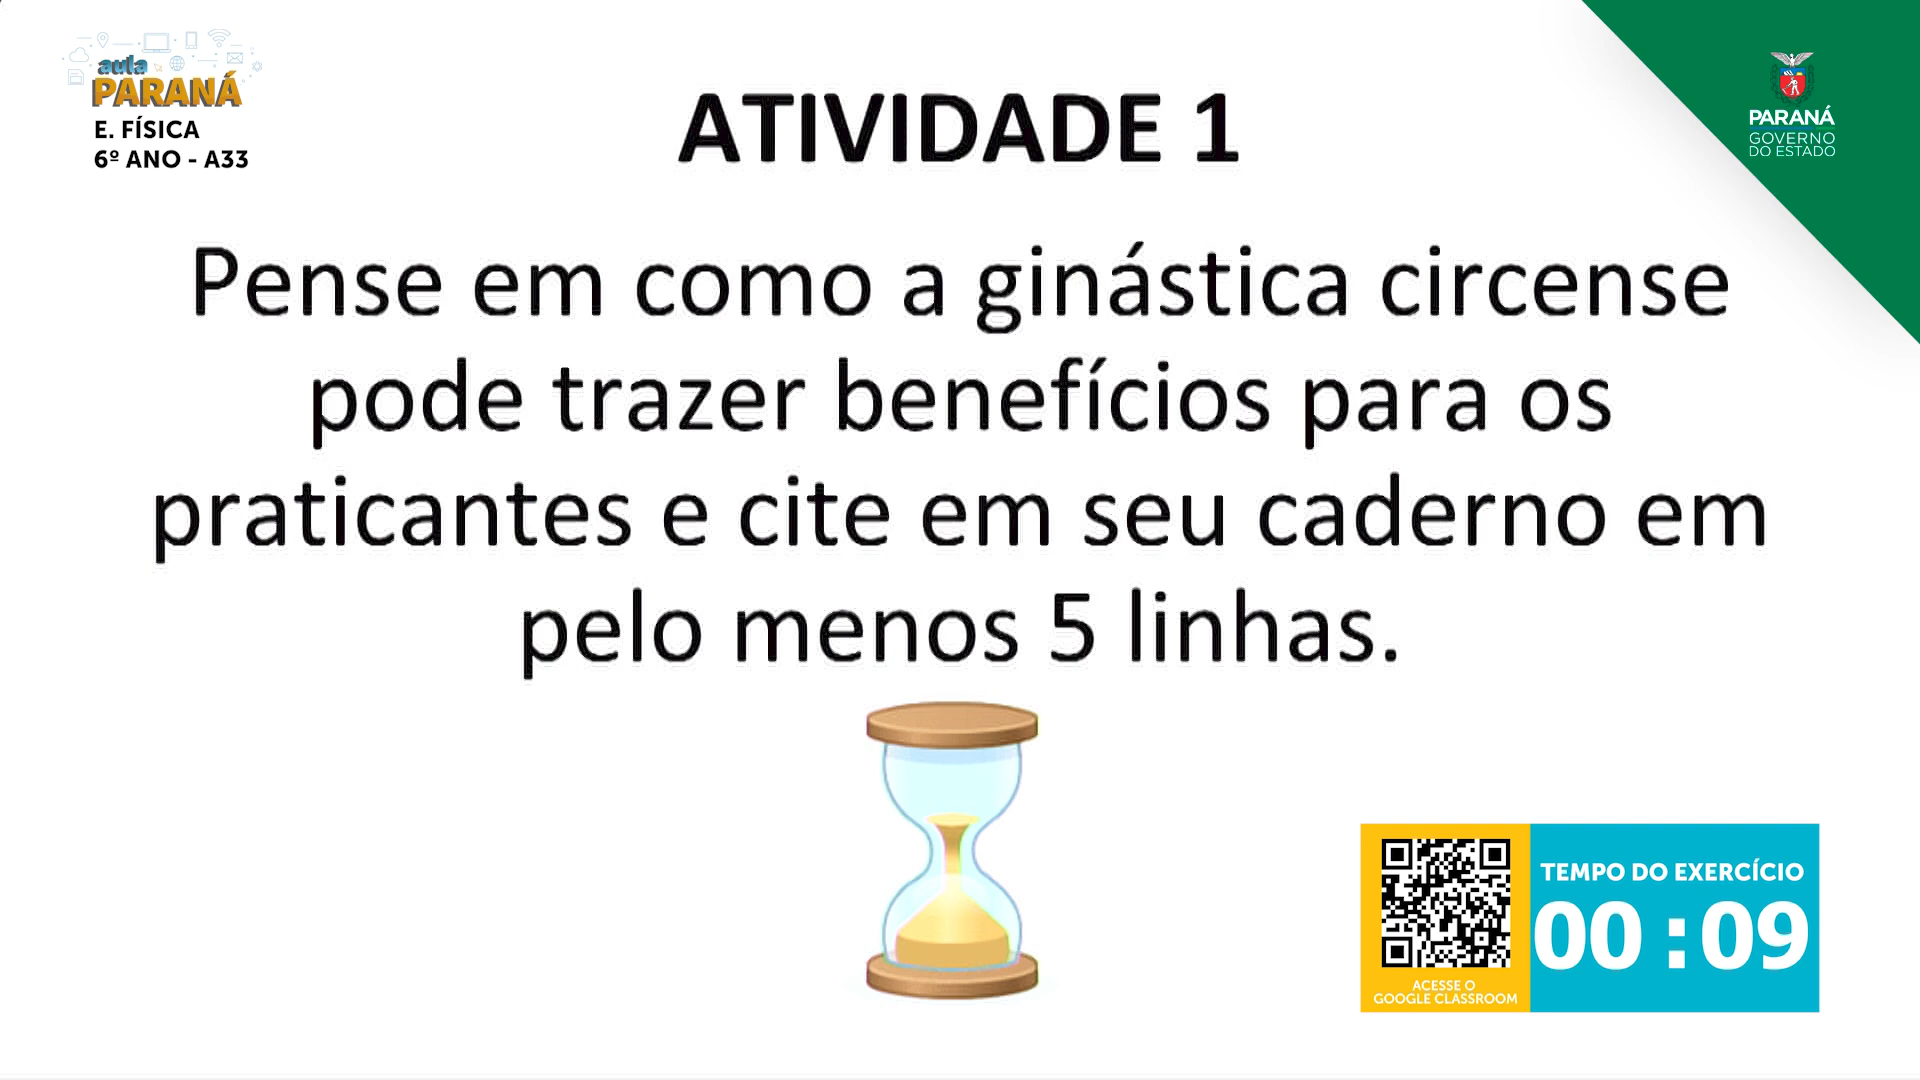 aula
PARANÁ
E. FÍSICA
6º ANO - A33
ATIVIDADE 1
PARANÁ
GOVERNO
DO ESTADO
Pense em como a ginástica circense
pode trazer benefícios para os
praticantes e cite em seu caderno em
pelo menos 5 linhas.
TEMPO DO EXERCÍCIO
00 : 09
ACESSE O
GOOGLE CLASSROOM